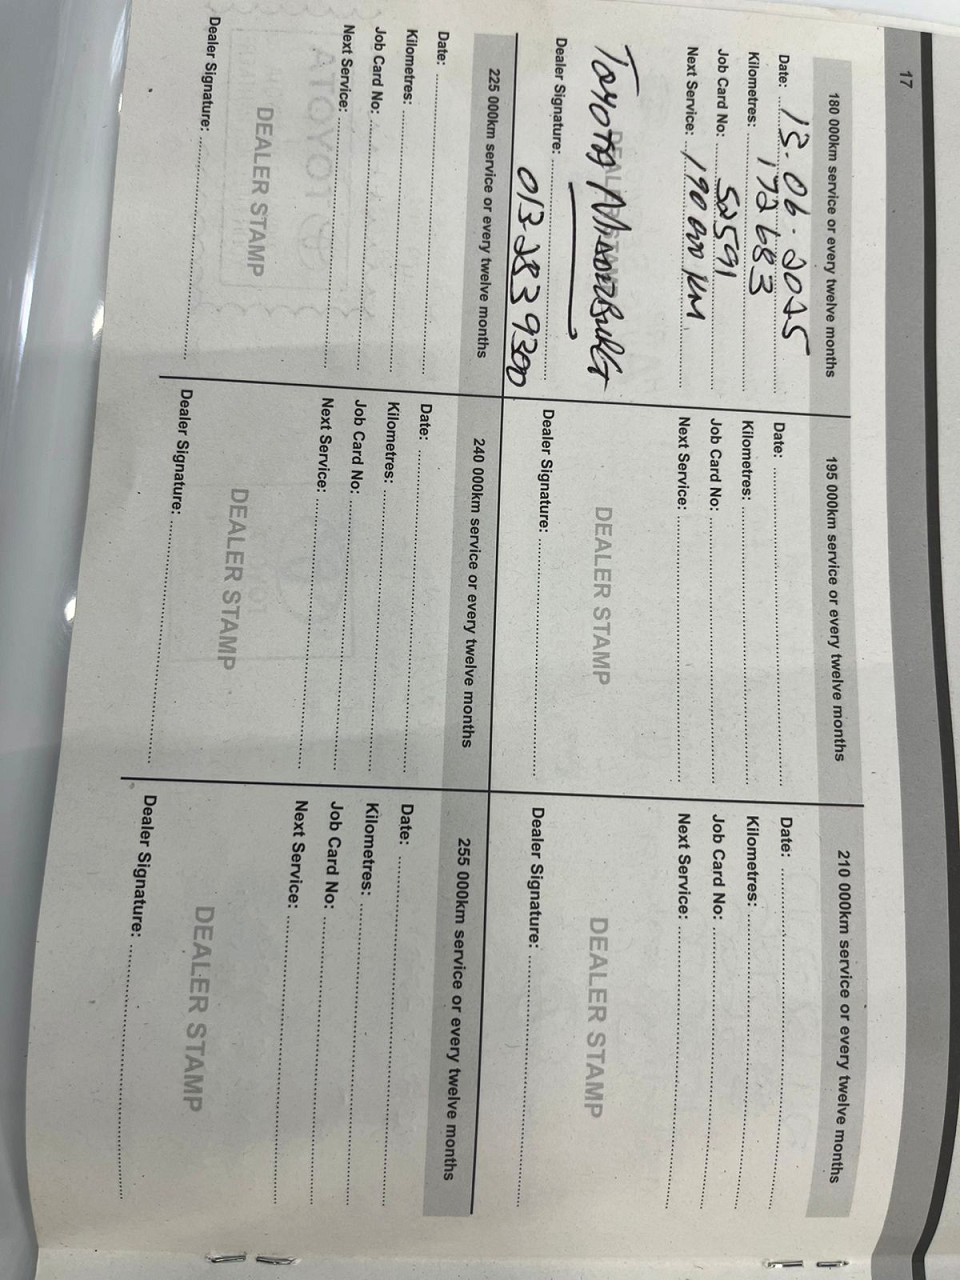 17
180 000km service or every twelve months
Date: 13.06.2025
Kilometres: 172 683
Job Card No: 52591
Next Service: 190 000 KM
DEALER STAMP
Toyota Middelburg
Dealer Signature:
013 283 9300
195 000km service or every twelve months
Date:
Kilometres:
Job Card No:
Next Service:
DEALER STAMP
Dealer Signature:
210 000km service or every twelve months
Date:
Kilometres:
Job Card No:
Next Service:
DEALER STAMP
Dealer Signature:
225 000km service or every twelve months
Date:
Kilometres:
Job Card No:
Next Service:
DEALER STAMP
Dealer Signature:
240 000km service or every twelve months
Date:
Kilometres:
Job Card No:
Next Service:
DEALER STAMP
Dealer Signature:
255 000km service or every twelve months
Date:
Kilometres:
Job Card No:
Next Service:
DEALER STAMP
Dealer Signature: